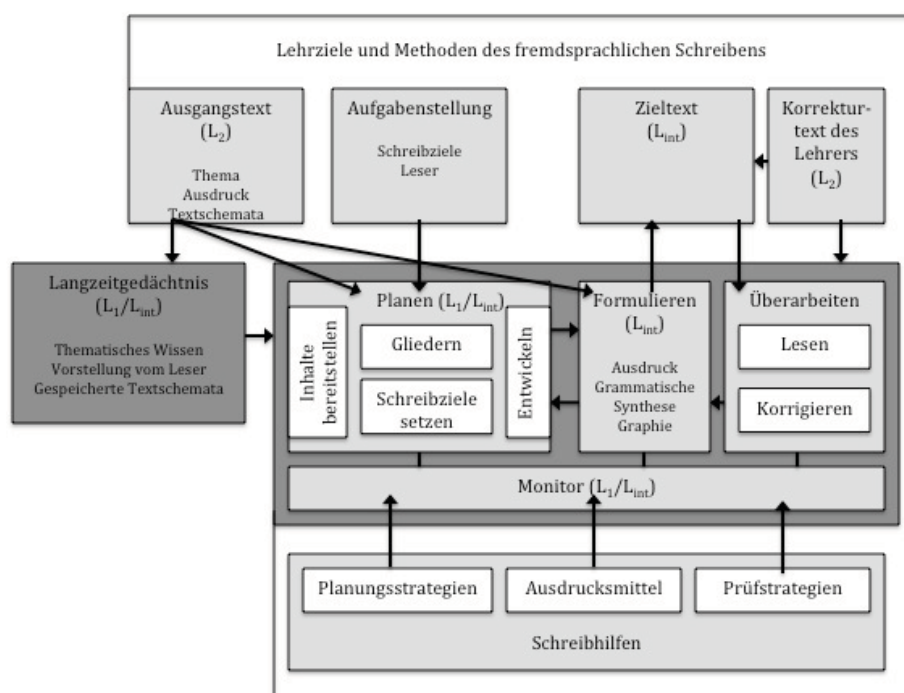 Lehrziele und Methoden des fremdsprachlichen Schreibens
Ausgangstext
(L2)
Thema
Ausdruck
Textschemata
Aufgabenstellung
Schreibziele
Leser
Zieltext
(Lint)
Korrektur-
text des
Lehrers
(L2)
Langzeitgedächtnis
(L1/Lint)
Thematisches Wissen
Vorstellung vom Leser
Gespeicherte Textschemata
Planen (L1/Lint)
Inhalte
bereitstellen
Gliedern
Schreibziele
setzen
Entwickeln
Formulieren
(Lint)
Ausdruck
Grammatische
Synthese
Graphie
Überarbeiten
Lesen
Korrigieren
Monitor (L1/Lint)
Planungsstrategien
Ausdrucksmittel
Prüfstrategien
Schreibhilfen